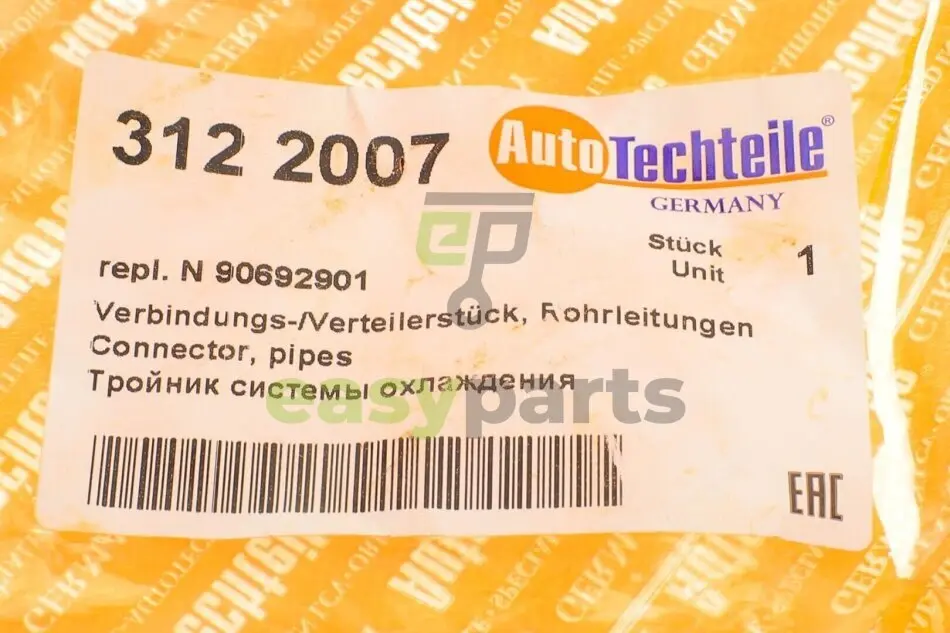 312 2007
AutoTechteile®
GERMANY
Stück
Unit
1
repl. N 90692901
Verbindungs-/Verteilerstück, Rohrleitungen
Connector, pipes
Тройник системы охлаждения
EAC
ep
easyparts